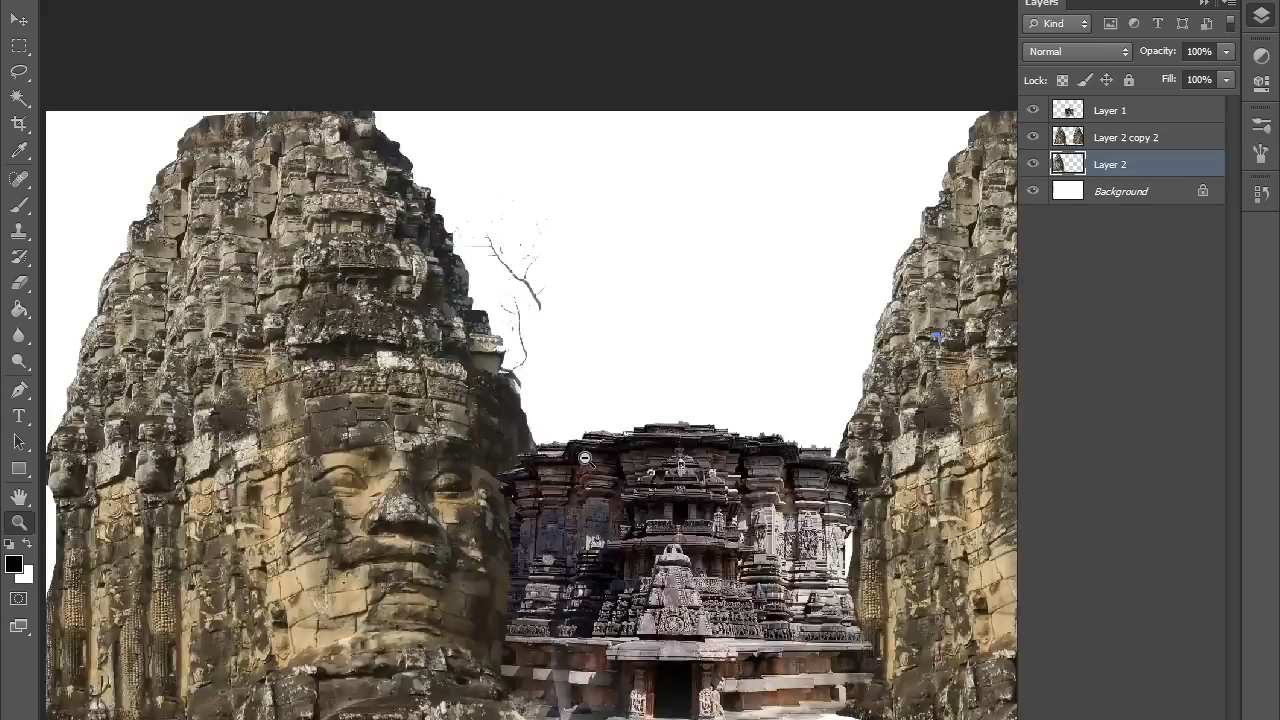 Layers
Kind
Normal
Opacity: 100%
Lock:
Fill: 100%
Layer 1
Layer 2 copy 2
Layer 2
Background